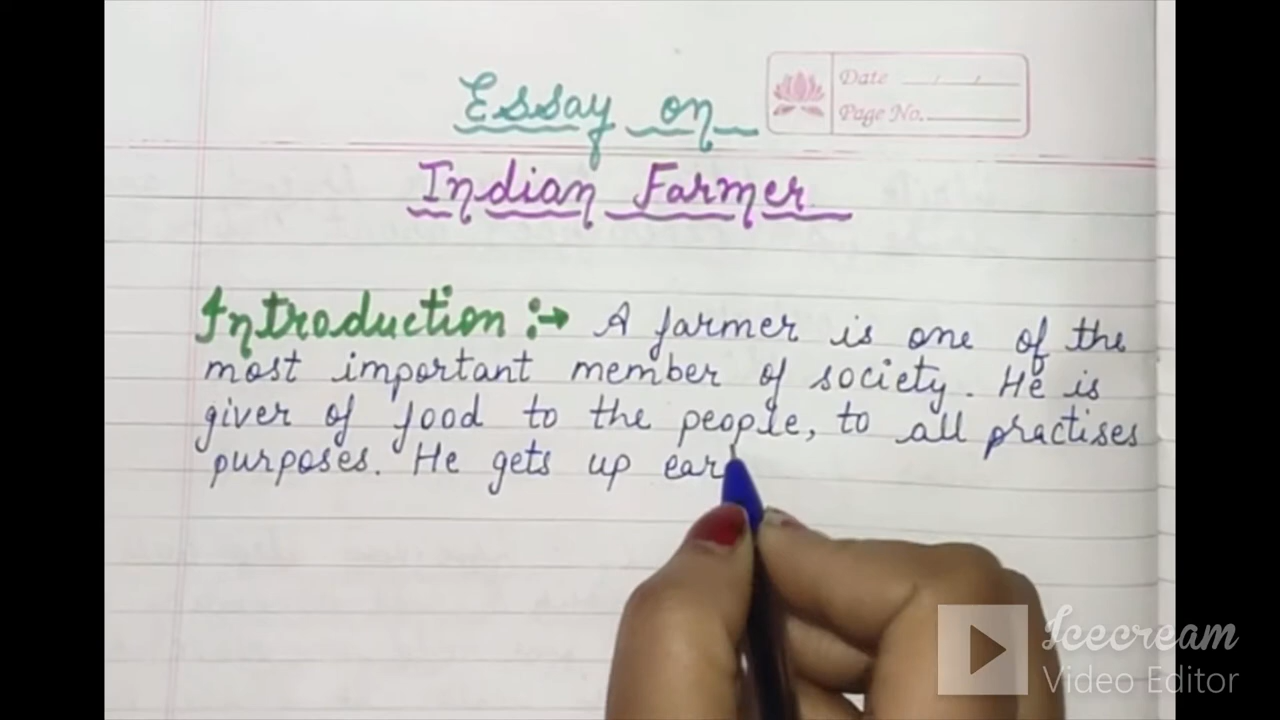 Essay on
Date
Page No.
Indian Farmer
Introduction :→ A farmer is one of the
most important member of society. He is
giver of food to the people, to all practises
purposes. He gets up ear
Icecream
Video Editor